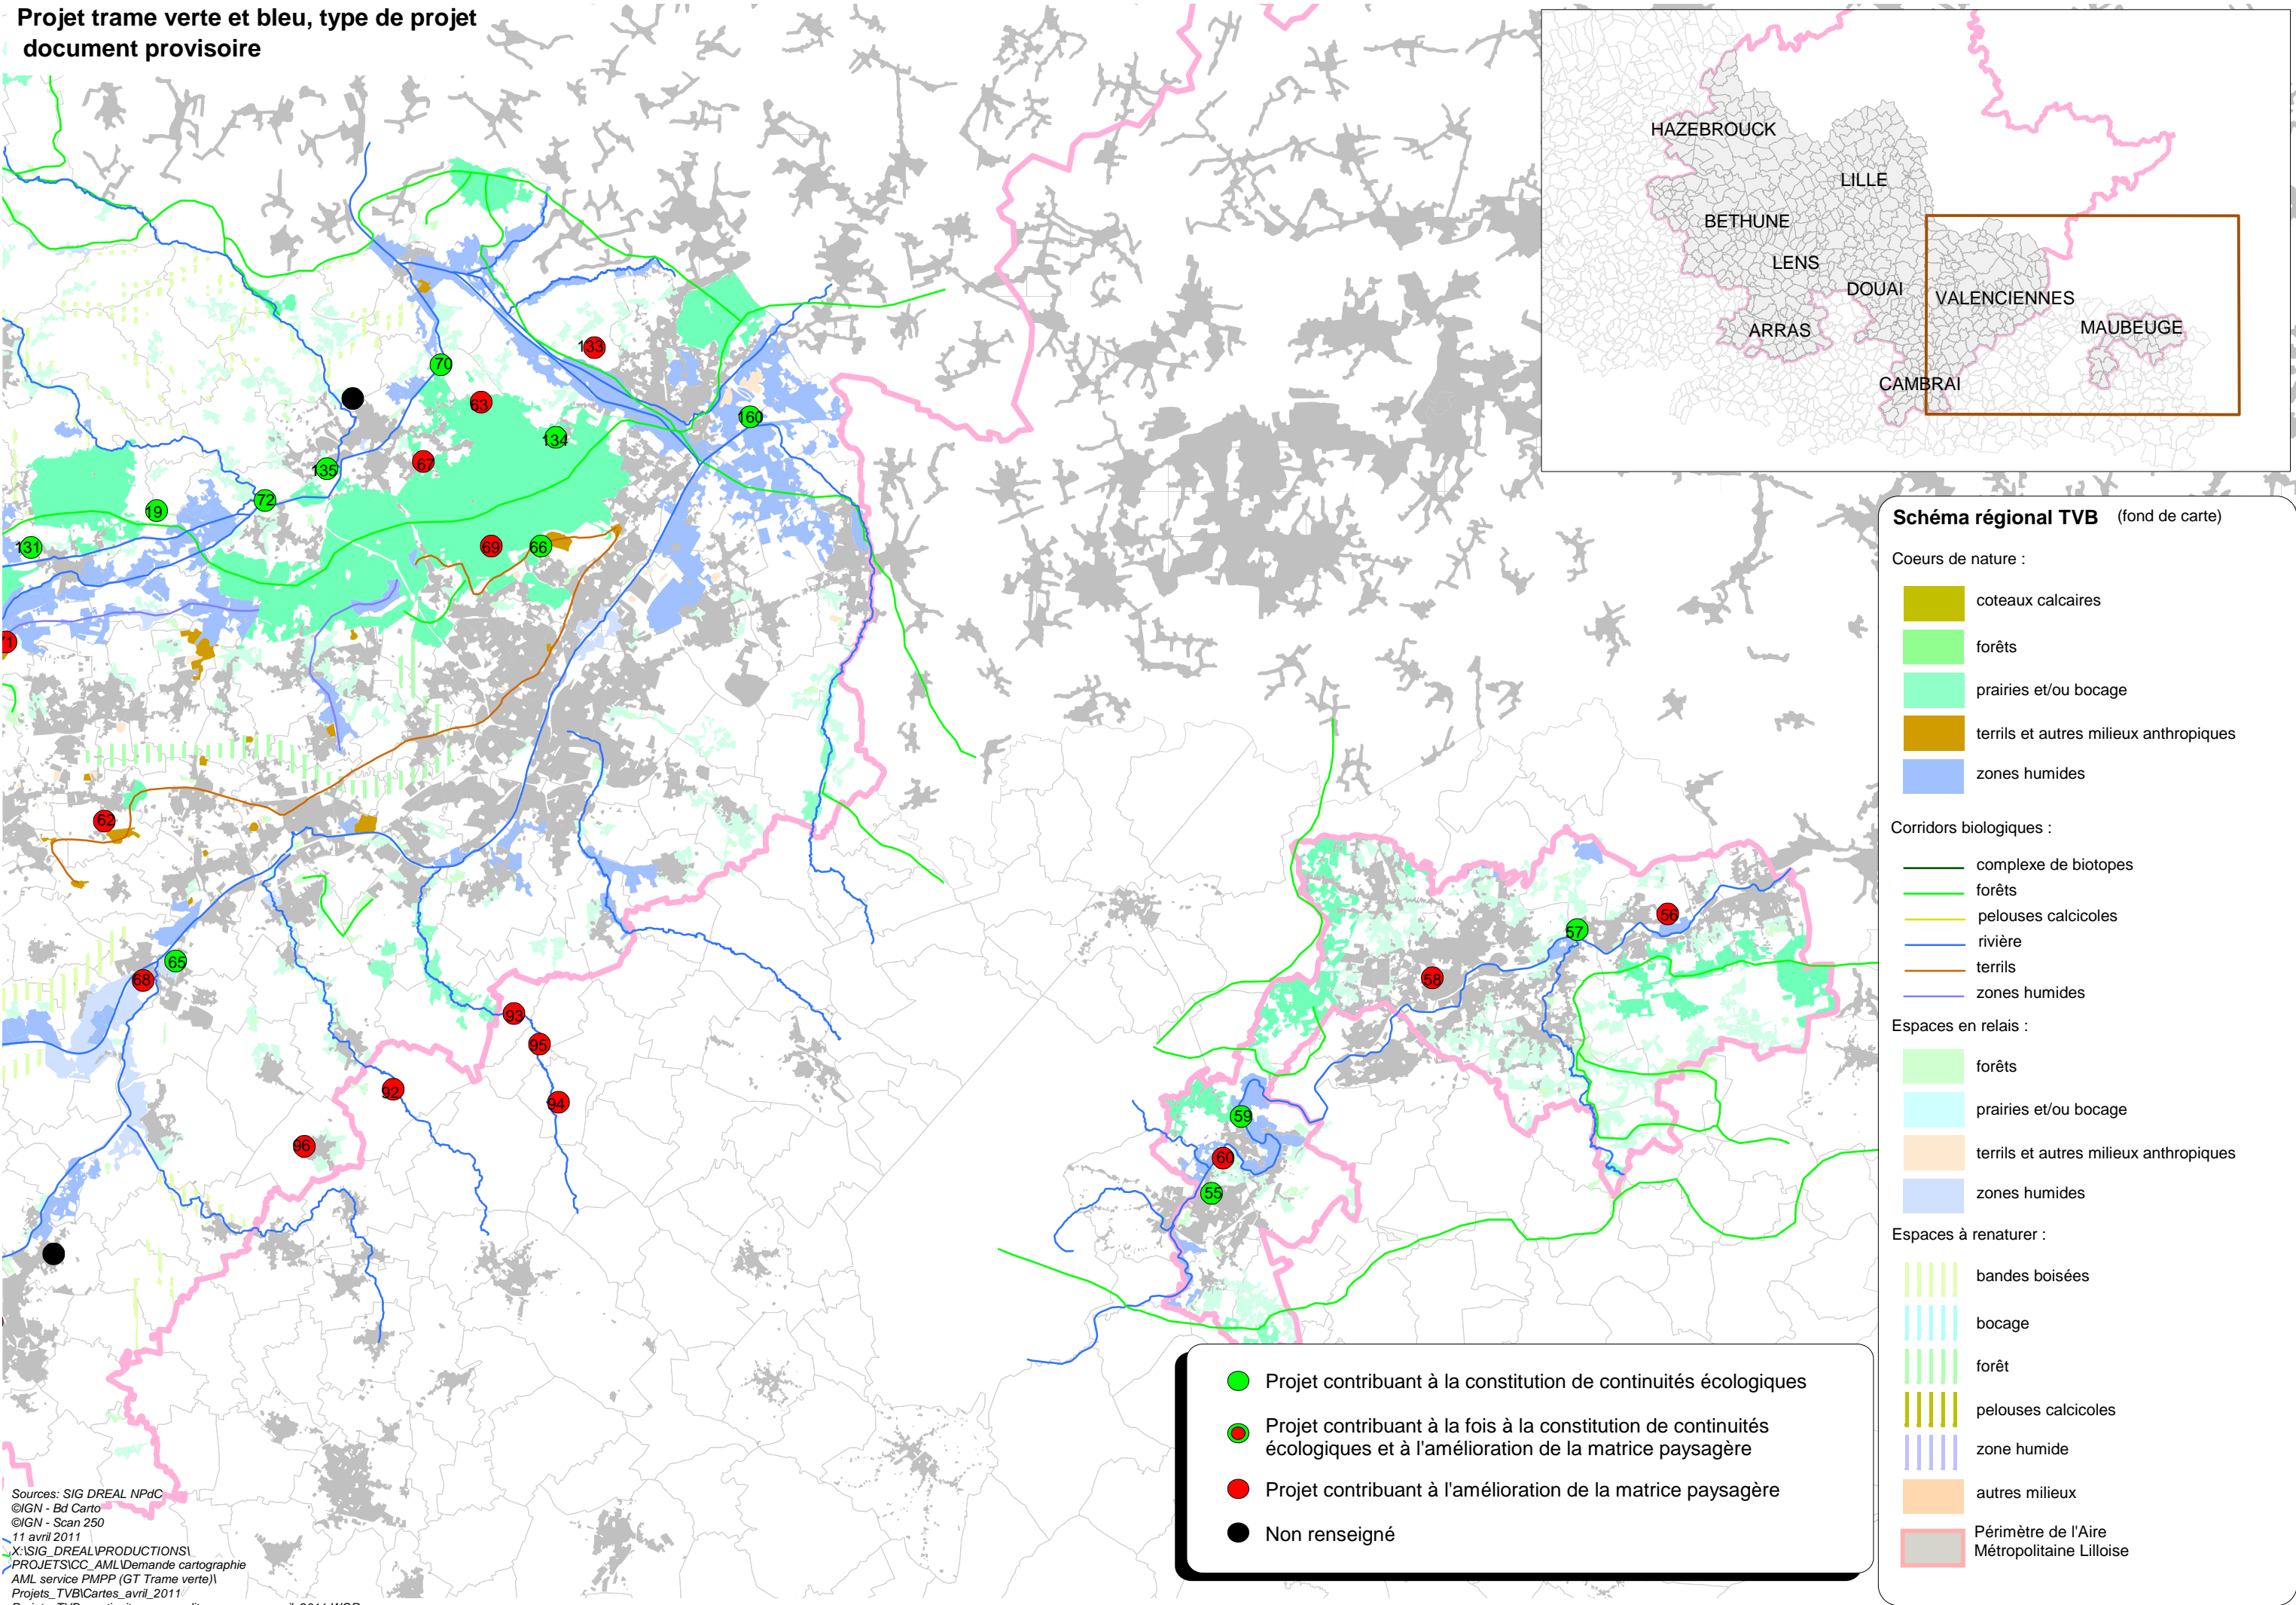 Projet trame verte et bleu, type de projet
document provisoire
HAZEBROUCK
LILLE
BETHUNE
LENS
DOUAI
VALENCIENNES
ARRAS
MAUBEUGE
CAMBRAI
133
70
63
160
134
135
67
72
19
131
69
66
71
62
65
68
93
95
92
94
96
56
57
58
59
60
55
Schéma régional TVB (fond de carte)
Coeurs de nature :
coteaux calcaires
forêts
prairies et/ou bocage
terrils et autres milieux anthropiques
zones humides
Corridors biologiques :
complexe de biotopes
forêts
pelouses calcicoles
rivière
terrils
zones humides
Espaces en relais :
forêts
prairies et/ou bocage
terrils et autres milieux anthropiques
zones humides
Espaces à renaturer :
bandes boisées
bocage
forêt
pelouses calcicoles
zone humide
autres milieux
Périmètre de l'Aire
Métropolitaine Lilloise
Projet contribuant à la constitution de continuités écologiques
Projet contribuant à la fois à la constitution de continuités
écologiques et à l'amélioration de la matrice paysagère
Projet contribuant à l'amélioration de la matrice paysagère
Non renseigné
Sources: SIG DREAL NPdC
©IGN - Bd Carto
©IGN - Scan 250
11 avril 2011
X:\SIG_DREAL\PRODUCTIONS\
PROJETS\CC_AML\Demande cartographie
AML service PMPP (GT Trame verte)\
Projets_TVB\Cartes_avril_2011